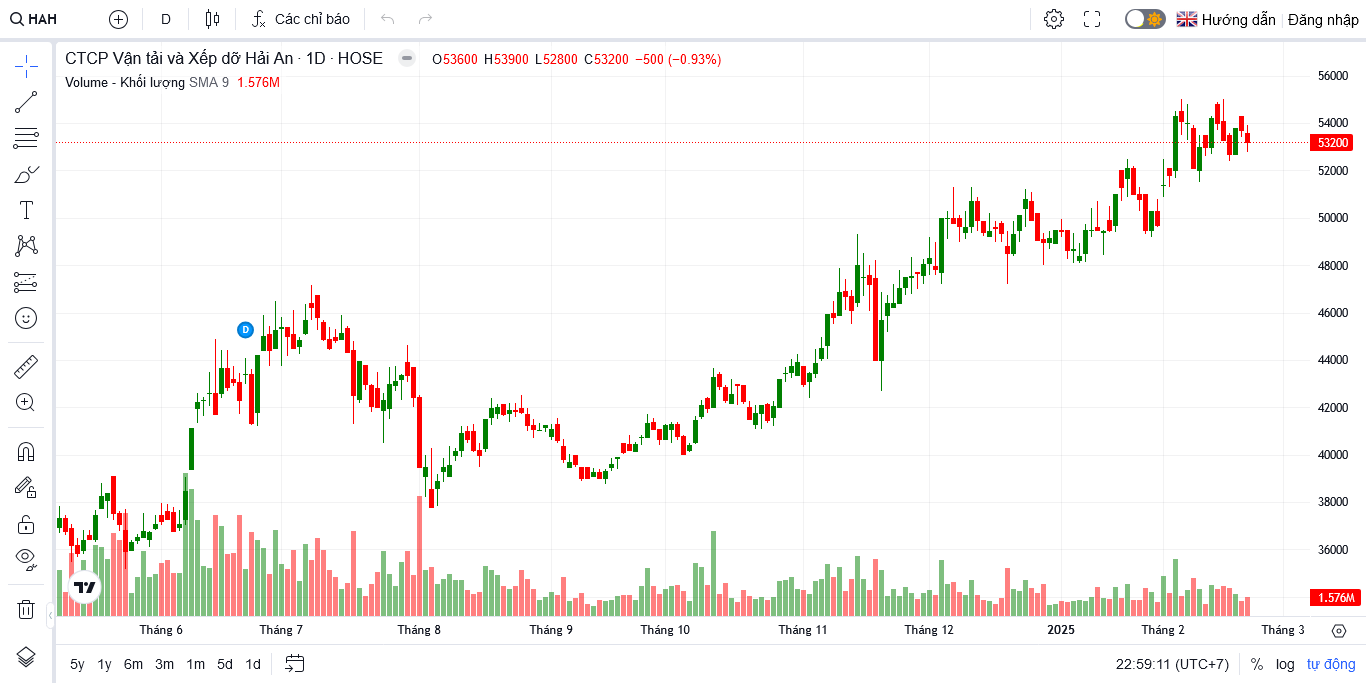 HAH D Các chỉ báo Hướng dẫn Đăng nhập
CTCP Vận tải và Xếp dỡ Hải An · 1D · HOSE O53600 H53900 L52800 C53200 −500 (−0.93%)
Volume - Khối lượng SMA 9 1.576M
56000
54000
53200
52000
50000
48000
46000
D
44000
42000
40000
38000
36000
1.576M
Tháng 6 Tháng 7 Tháng 8 Tháng 9 Tháng 10 Tháng 11 Tháng 12 2025 Tháng 2 Tháng 3
5y 1y 6m 3m 1m 5d 1d 22:59:11 (UTC+7) % log tự động